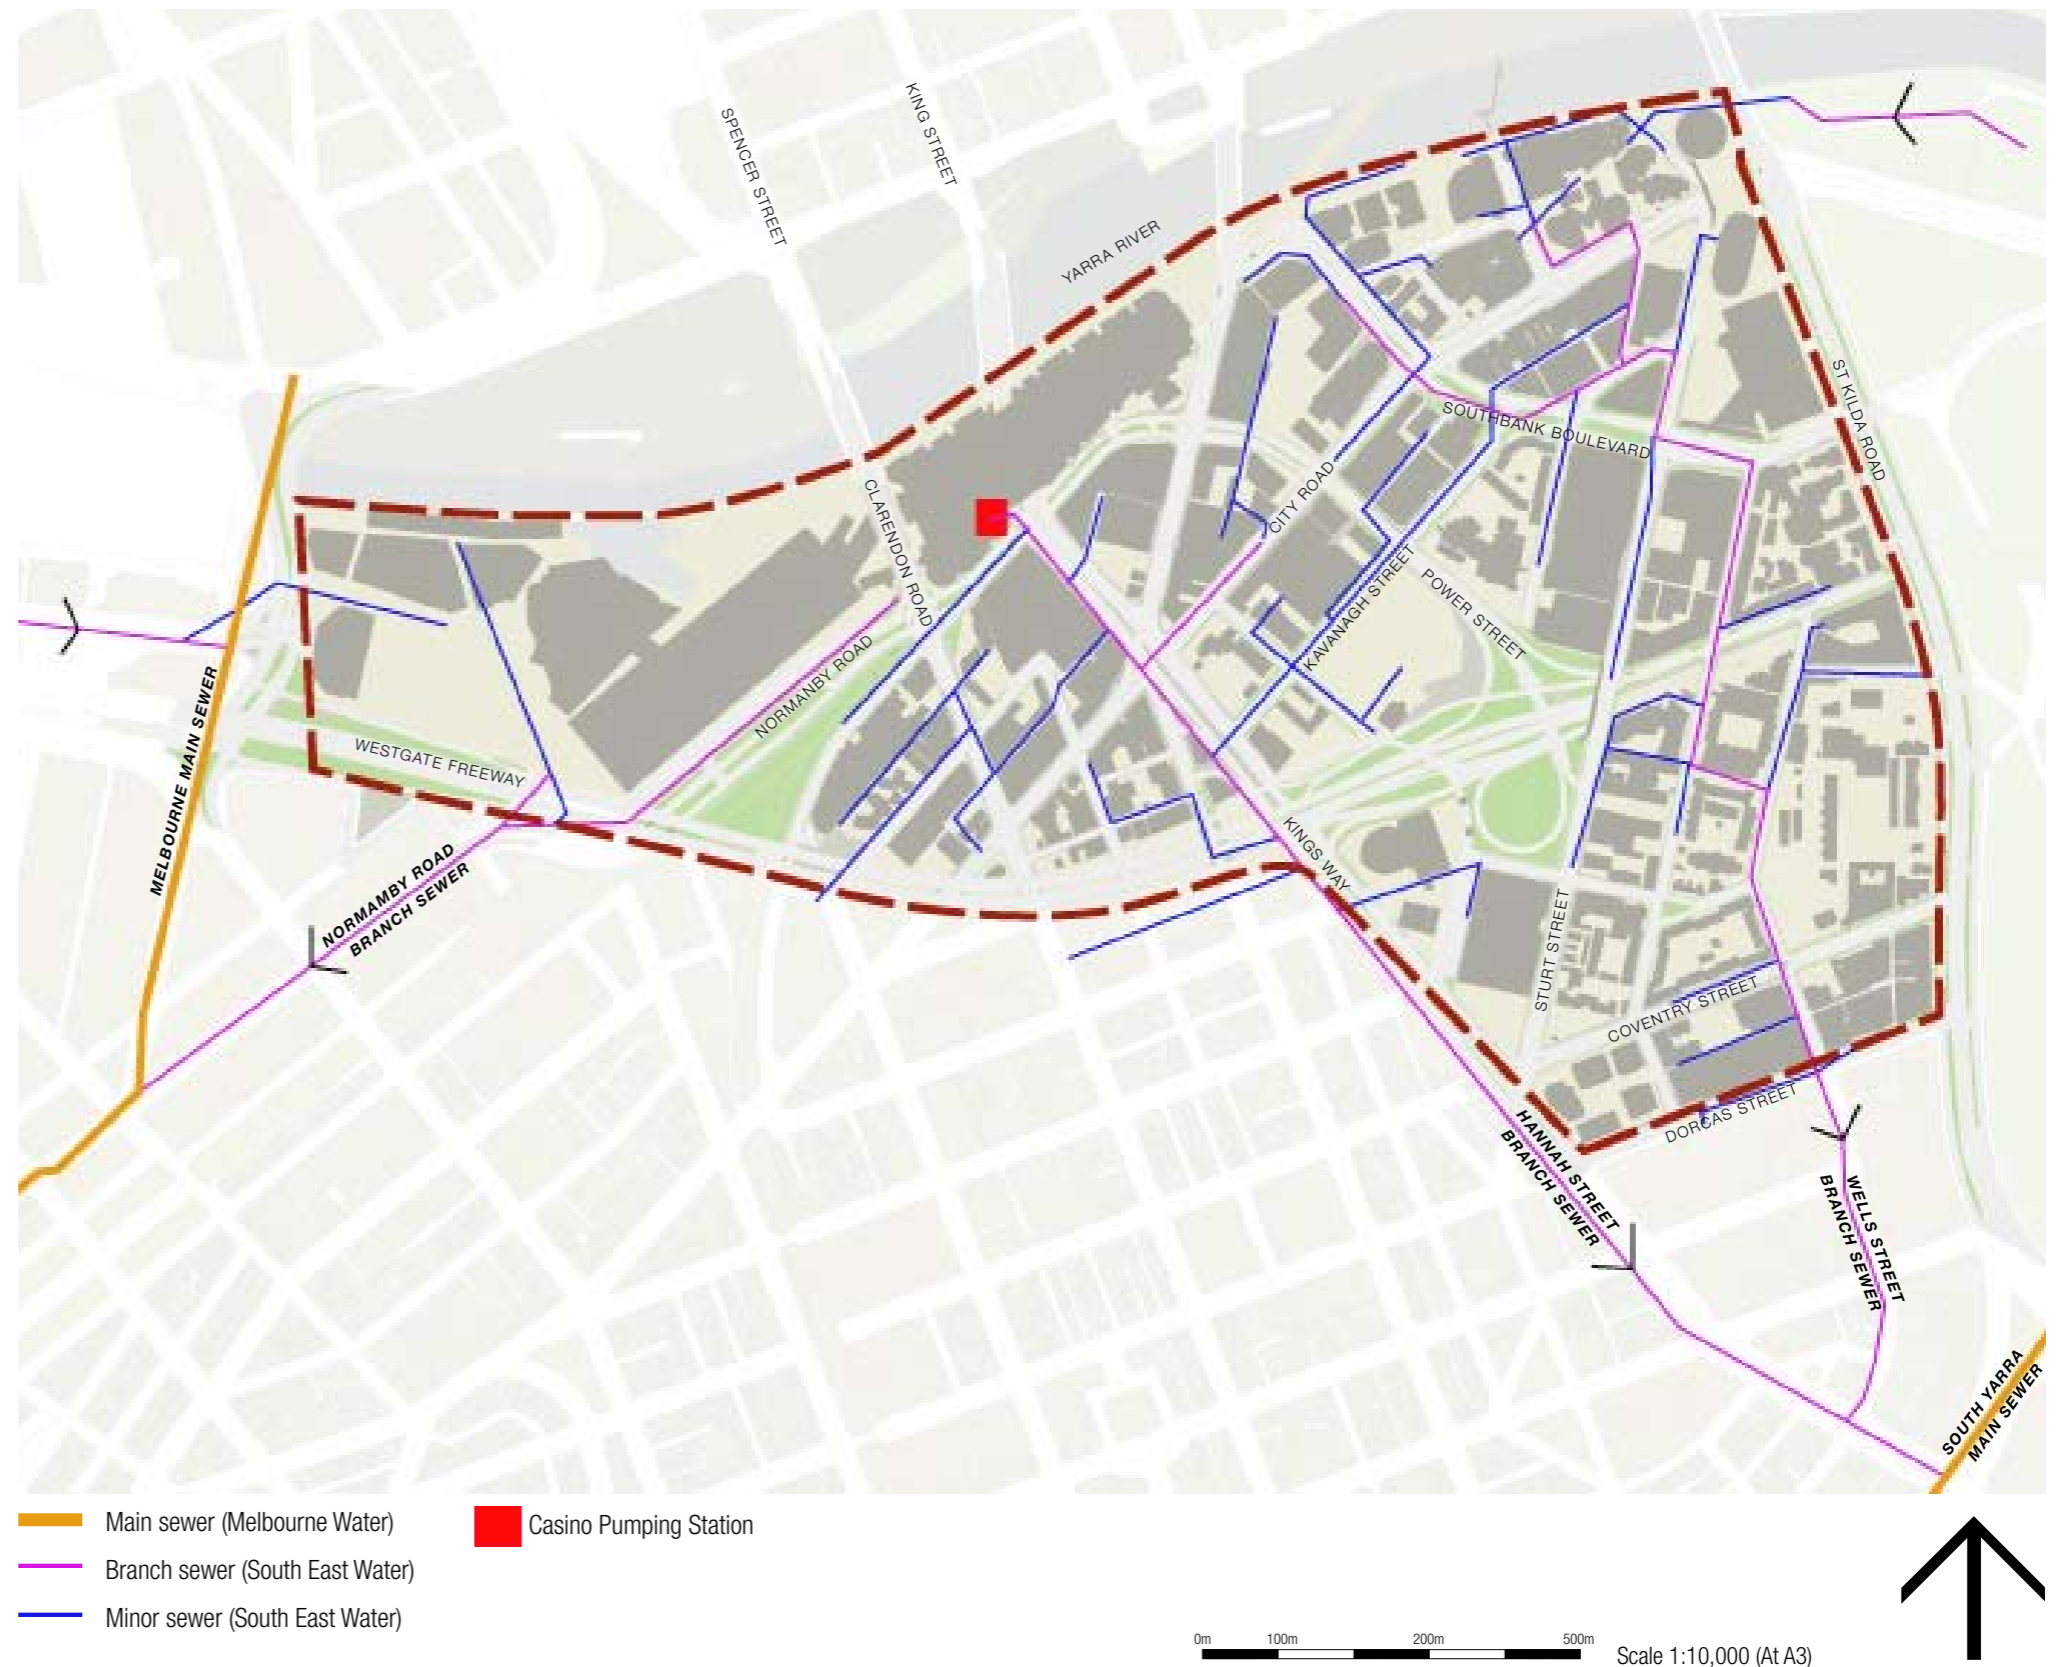 SPENCER STREET
KING STREET
YARRA RIVER
ST KILDA ROAD
SOUTHBANK BOULEVARD
CITY ROAD
CLARENDON ROAD
KAVANAGH STREET
POWER STREET
NORMANBY ROAD
WESTGATE FREEWAY
MELBOURNE MAIN SEWER
NORMAMBY ROAD
BRANCH SEWER
KINGS WAY
STURT STREET
COVENTRY STREET
DORCAS STREET
HANNAH STREET
BRANCH SEWER
WELLS STREET
BRANCH SEWER
SOUTH YARRA
MAIN SEWER
Main sewer (Melbourne Water)
Casino Pumping Station
Branch sewer (South East Water)
Minor sewer (South East Water)
0m 100m 200m 500m
Scale 1:10,000 (At A3)